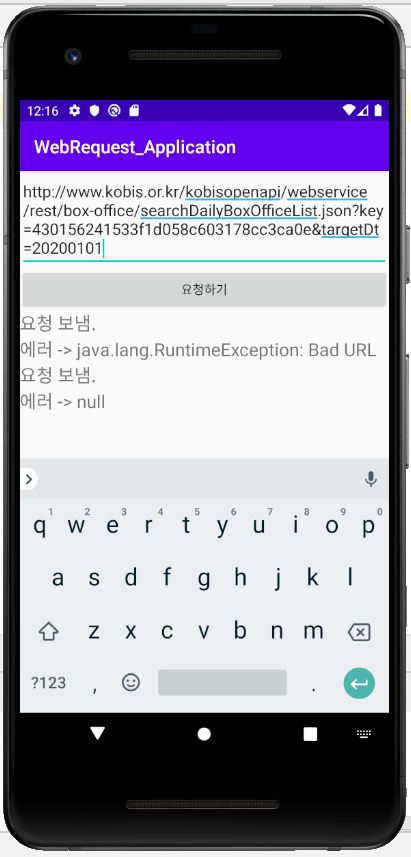 12:16
WebRequest_Application
http://www.kobis.or.kr/kobisopenapi/webservice
/rest/box-office/searchDailyBoxOfficeList.json?key
=430156241533f1d058c603178cc3ca0e&targetDt
=20200101
요청하기
요청 보냄.
에러 -> java.lang.RuntimeException: Bad URL
요청 보냄.
에러 -> null
q 1 w 2 e 3 r 4 t 5 y 6 u 7 i 8 o 9 p 0
a s d f g h j k l
z x c v b n m
?123 , .